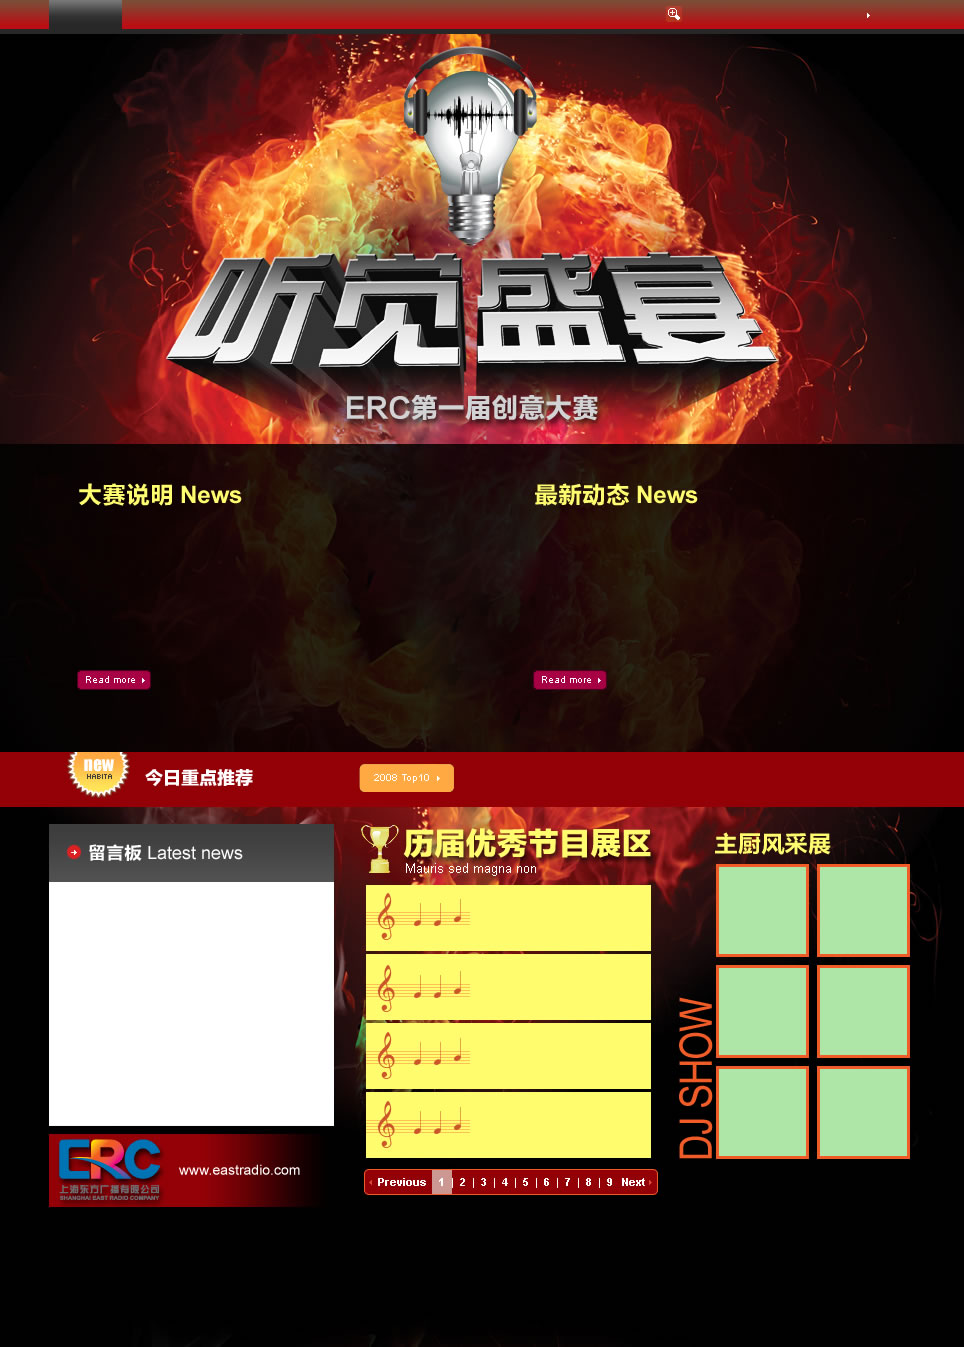 听觉盛宴
ERC第一届创意大赛
大赛说明 News
最新动态 News
Read more
Read more
new
HABITA
今日重点推荐
2008 Top10
留言板 Latest news
历届优秀节目展区
Mauris sed magna non
主厨风采展
DJ SHOW
ERC
上海东方广播有限公司
SHANGHAI EAST RADIO COMPANY
www.eastradio.com
Previous 1 | 2 | 3 | 4 | 5 | 6 | 7 | 8 | 9 Next